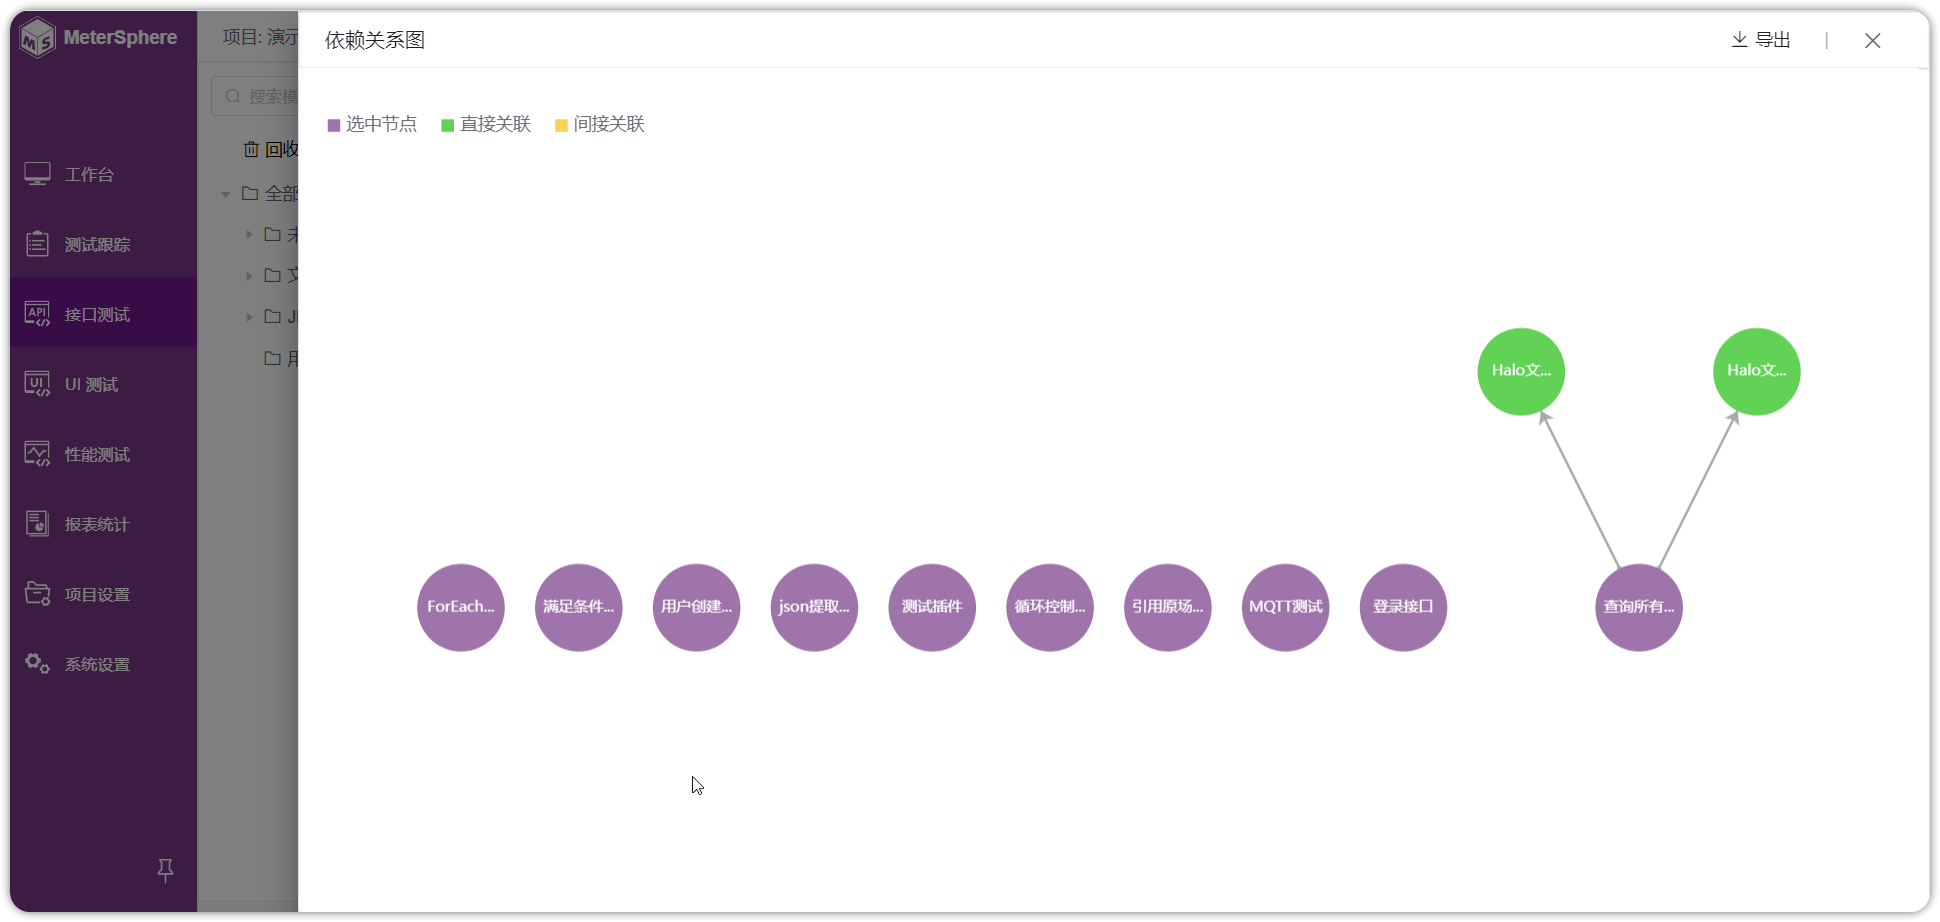 MeterSphere
工作台
测试跟踪
API
接口测试
UI
UI 测试
性能测试
报表统计
项目设置
系统设置
项目: 演示
搜索模
回收
全部
未
文
用
依赖关系图
导出
选中节点
直接关联
间接关联
Halo文...
Halo文...
ForEach...
满足条件...
用户创建...
json提取...
测试插件
循环控制...
引用原场...
MQTT测试
登录接口
查询所有...